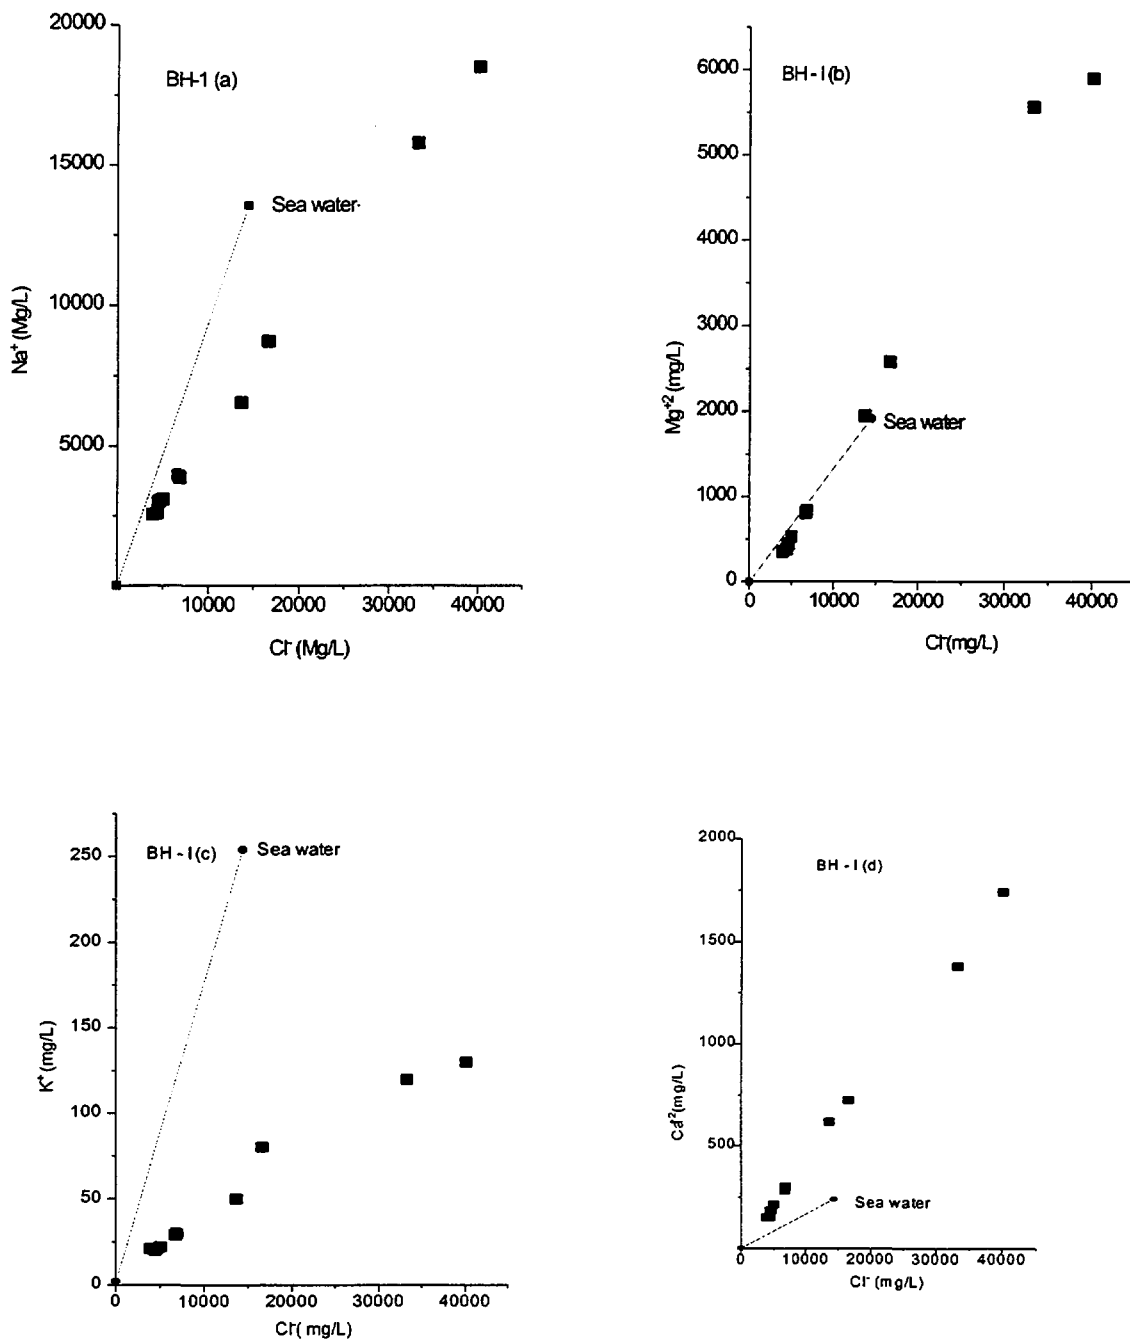 BH-1 (a)
20000
15000
10000
5000
Na⁺ (Mg/L)
Sea water
10000 20000 30000 40000
Cl⁻ (Mg/L)
BH - I (b)
6000
5000
4000
3000
2000
1000
0
Mg⁺² (mg/L)
Sea water
0 10000 20000 30000 40000
Cl⁻(mg/L)
BH - I (c)
250
200
150
100
50
0
K⁺ (mg/L)
Sea water
0 10000 20000 30000 40000
Cl⁻( mg/L)
BH - I (d)
2000
1500
1000
500
Ca⁺²(mg/L)
Sea water
0 10000 20000 30000 40000
Cl⁻ (mg/L)